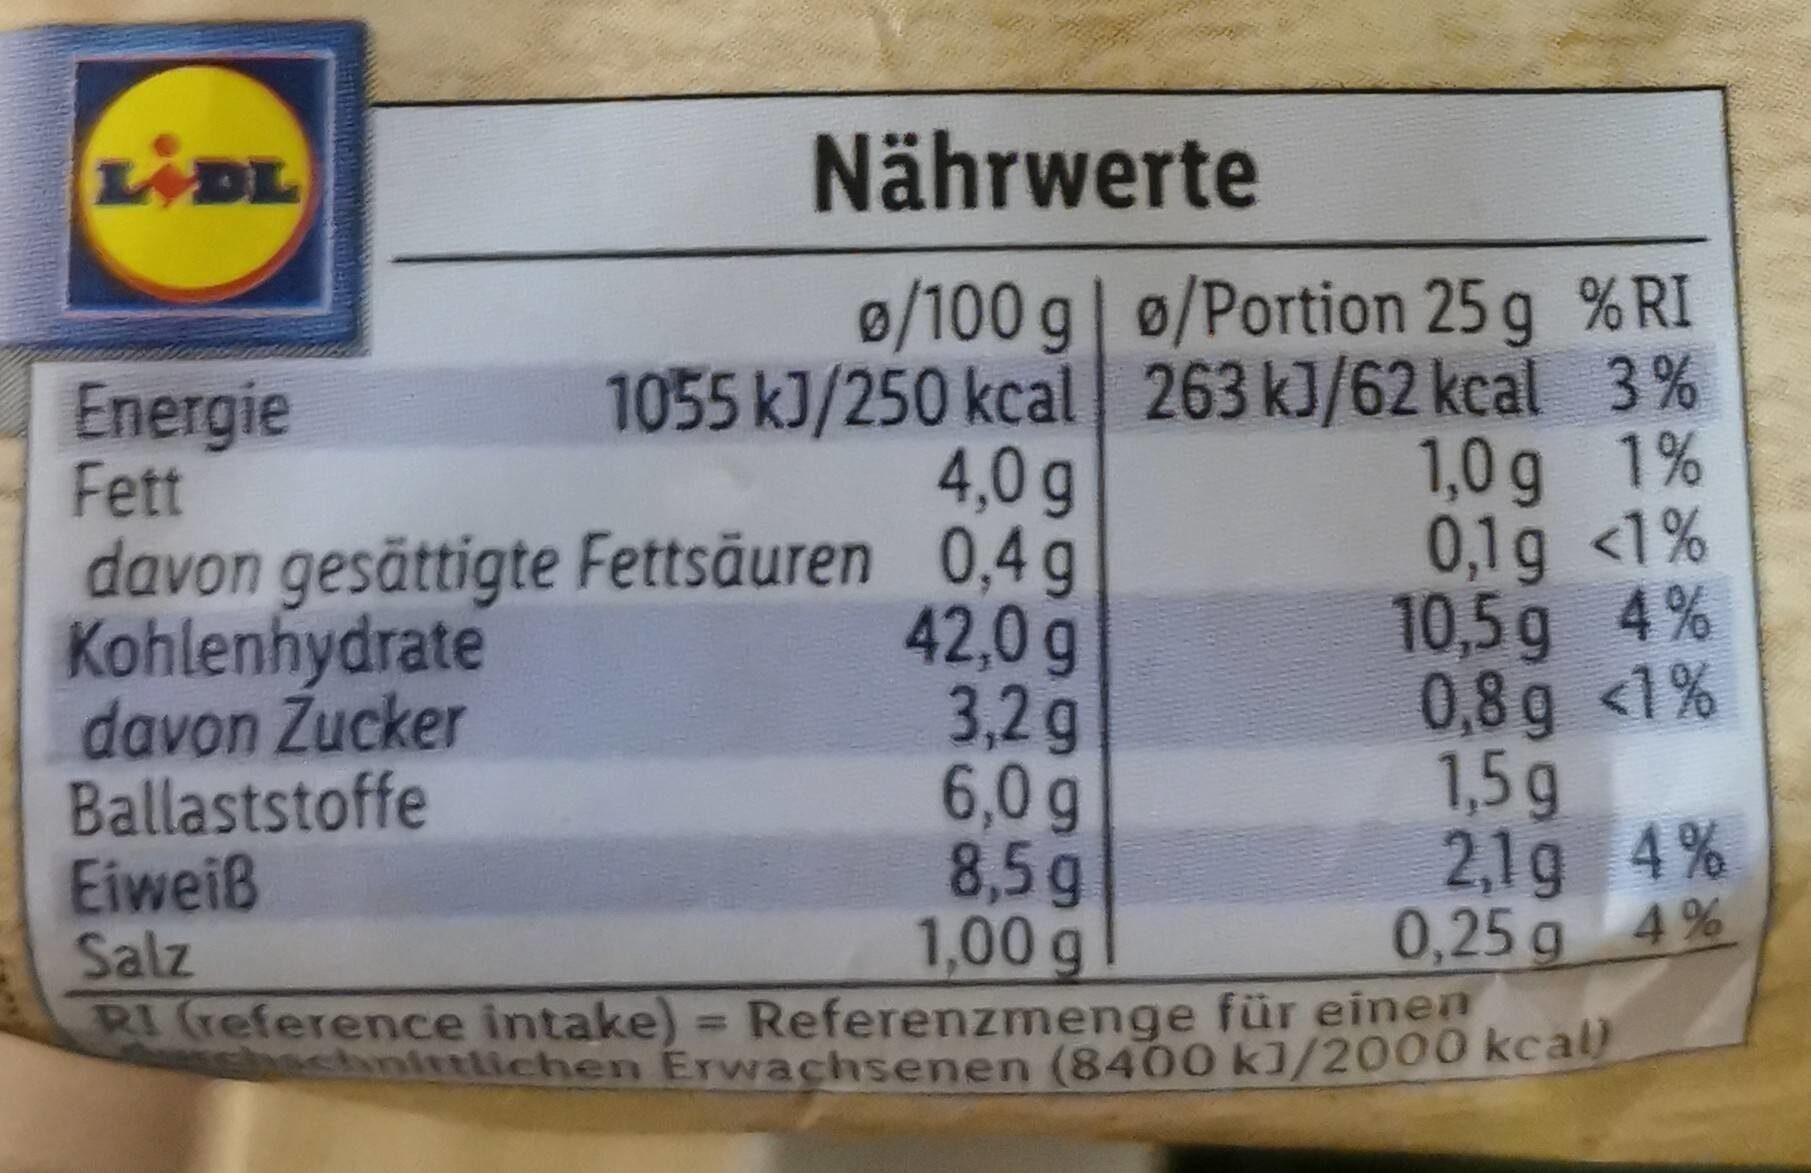 LIDL
Nährwerte
ø/100 g ø/Portion 25 g % RI
Energie 1055 kJ/250 kcal 263 kJ/62 kcal 3 %
Fett 4,0 g 1,0 g 1 %
davon gesättigte Fettsäuren 0,4 g 0,1 g <1 %
Kohlenhydrate 42,0 g 10,5 g 4 %
davon Zucker 3,2 g 0,8 g <1 %
Ballaststoffe 6,0 g 1,5 g
Eiweiß 8,5 g 2,1 g 4 %
Salz 1,00 g 0,25 g 4 %
RI (reference intake) = Referenzmenge für einen
Erwachsenen (8400 kJ/2000 kcal)